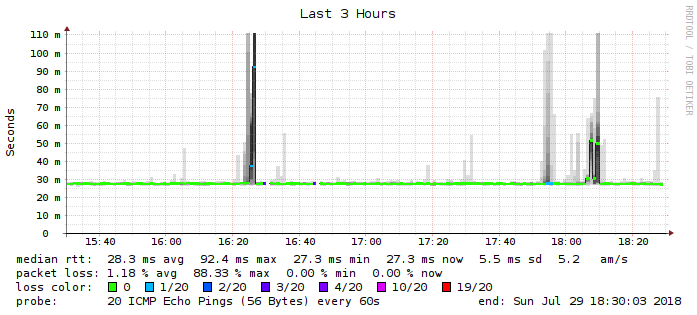 Last 3 Hours
RRDTOOL / TOBI OETIKER
Seconds
110 m
100 m
90 m
80 m
70 m
60 m
50 m
40 m
30 m
20 m
10 m
0
15:40 16:00 16:20 16:40 17:00 17:20 17:40 18:00 18:20
median rtt: 28.3 ms avg 92.4 ms max 27.3 ms min 27.3 ms now 5.5 ms sd 5.2 am/s
packet loss: 1.18 % avg 88.33 % max 0.00 % min 0.00 % now
loss color: 0 1/20 2/20 3/20 4/20 10/20 19/20
probe: 20 ICMP Echo Pings (56 Bytes) every 60s end: Sun Jul 29 18:30:03 2018